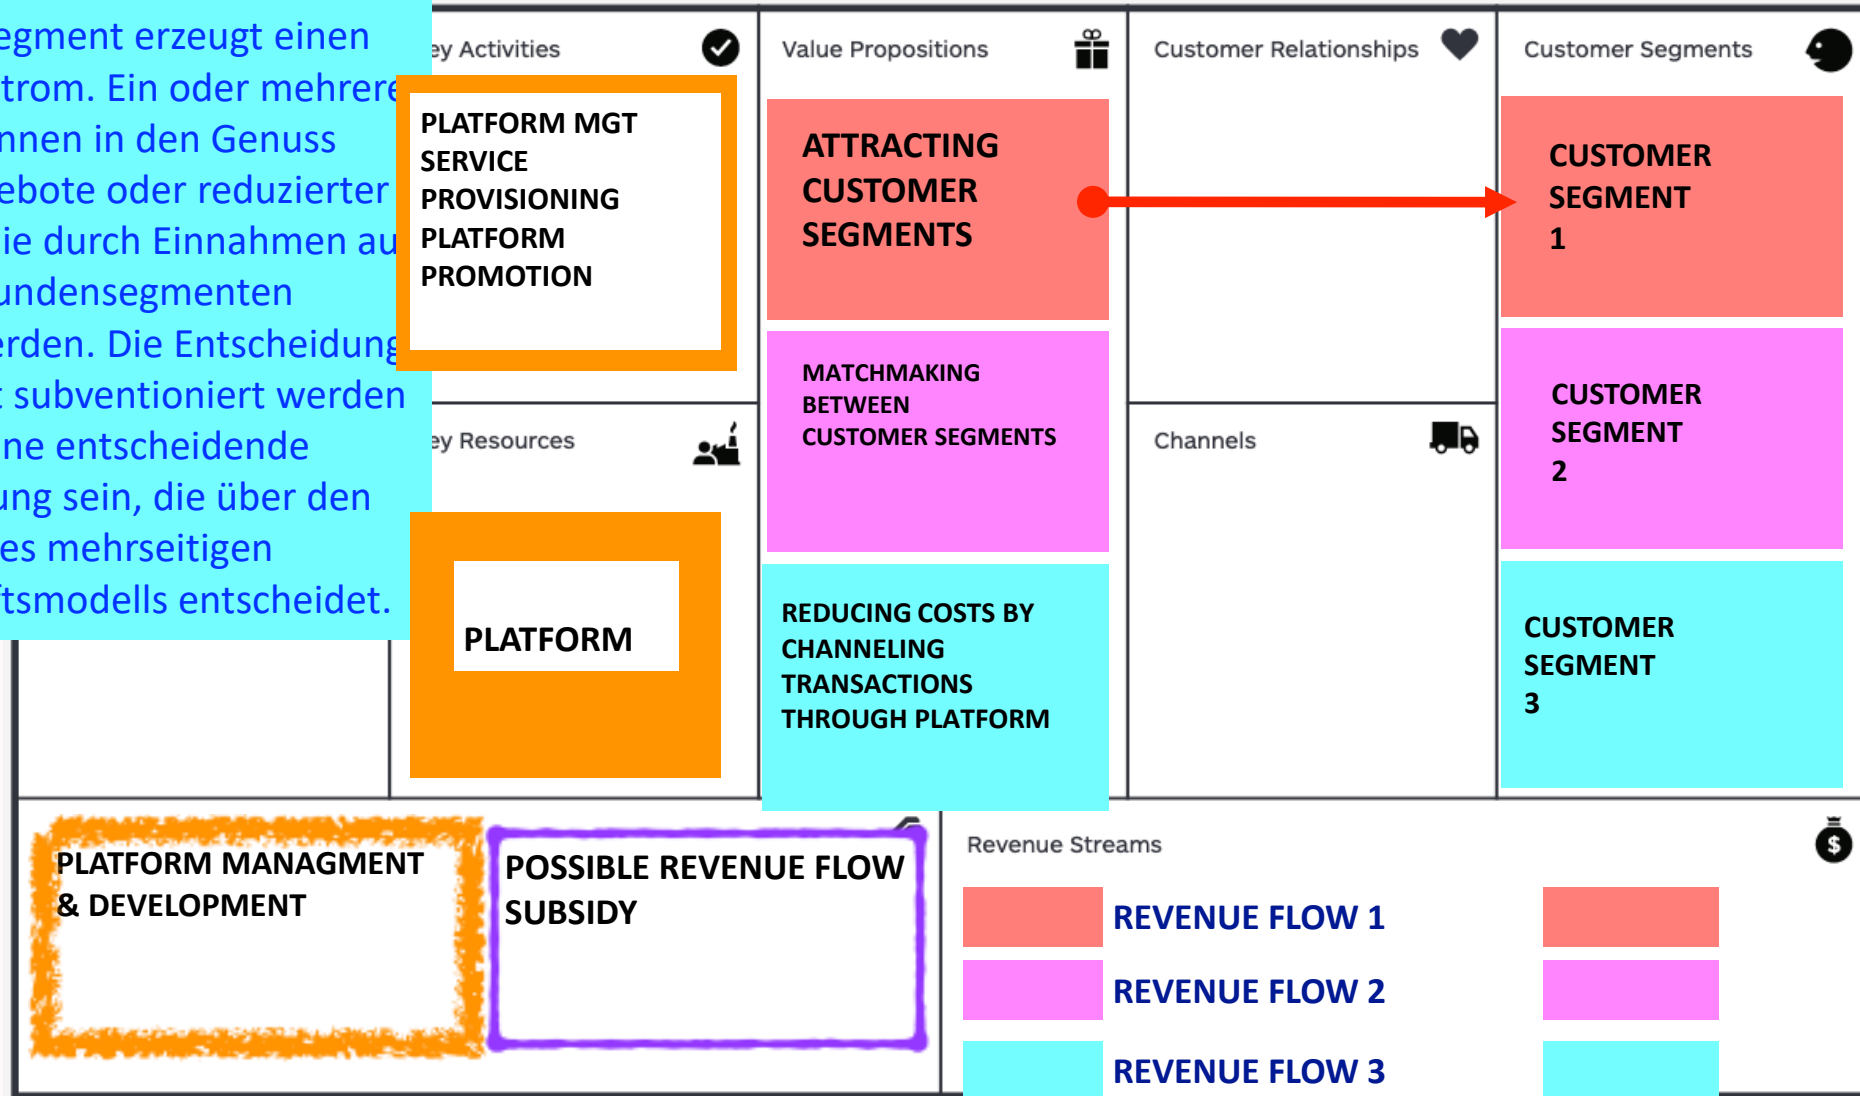 egment erzeugt einen
trom. Ein oder mehrere
nnen in den Genuss
ebote oder reduzierter
ie durch Einnahmen au
undensegmenten
erden. Die Entscheidung
t subventioniert werden
ne entscheidende
ung sein, die über den
es mehrseitigen
ftsmodells entscheidet.
ey Activities
PLATFORM MGT
SERVICE
PROVISIONING
PLATFORM
PROMOTION
ey Resources
PLATFORM
Value Propositions
ATTRACTING
CUSTOMER
SEGMENTS
MATCHMAKING
BETWEEN
CUSTOMER SEGMENTS
REDUCING COSTS BY
CHANNELING
TRANSACTIONS
THROUGH PLATFORM
Customer Relationships
Channels
Customer Segments
CUSTOMER
SEGMENT
1
CUSTOMER
SEGMENT
2
CUSTOMER
SEGMENT
3
PLATFORM MANAGMENT
& DEVELOPMENT
POSSIBLE REVENUE FLOW
SUBSIDY
Revenue Streams
$
REVENUE FLOW 1
REVENUE FLOW 2
REVENUE FLOW 3